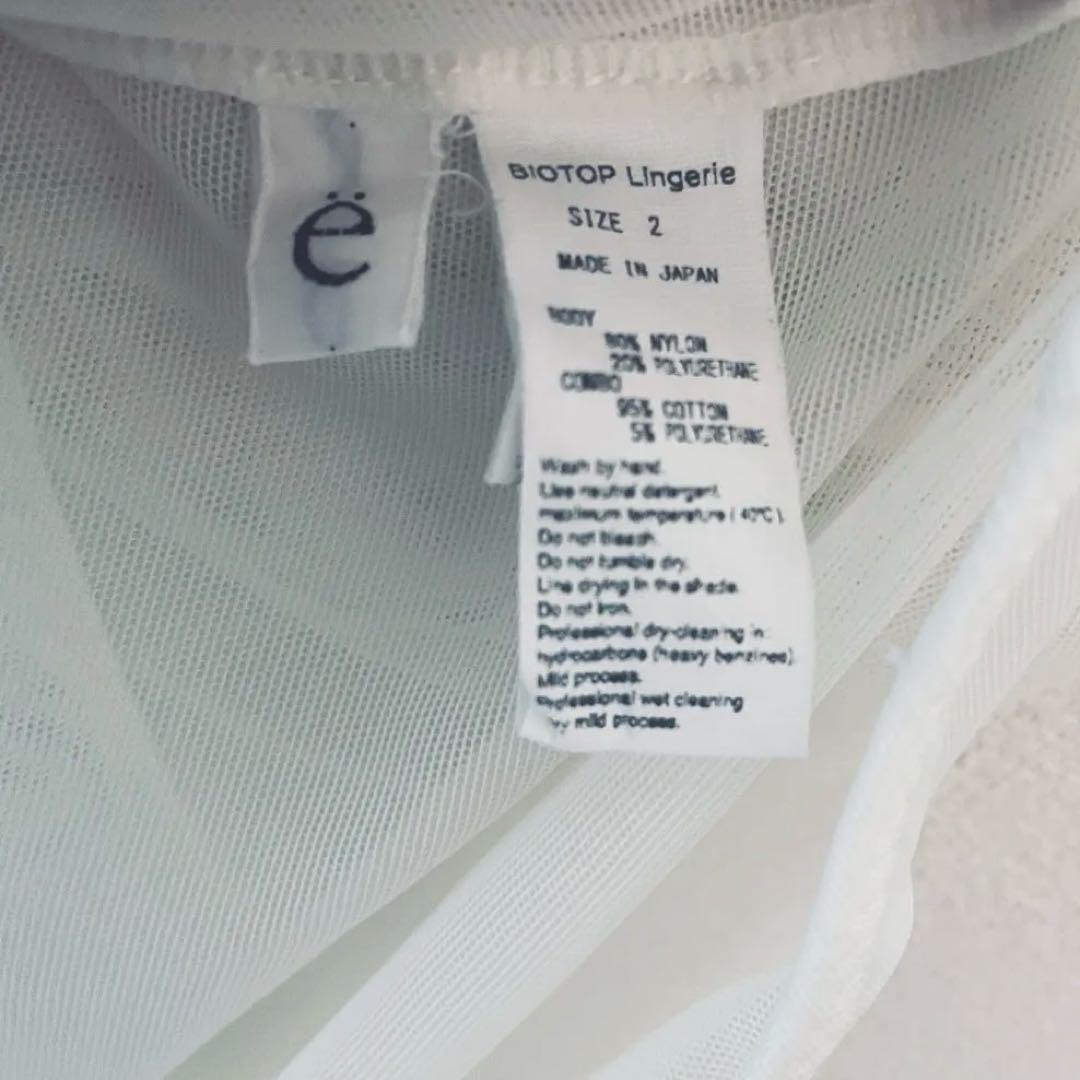 ë
BIOTOP Lingerie
SIZE 2
MADE IN JAPAN
BODY
80% NYLON
20% POLYURETHANE
COMBO
95% COTTON
5% POLYURETHANE
Wash by hand.
Use neutral detergent.
maximum temperature ( 40°C ).
Do not bleach.
Do not tumble dry.
Line drying in the shade.
Do not iron.
Professional dry-cleaning in:
hydrocarbons (heavy benzines).
Mild process.
Professional wet cleaning
mild process.